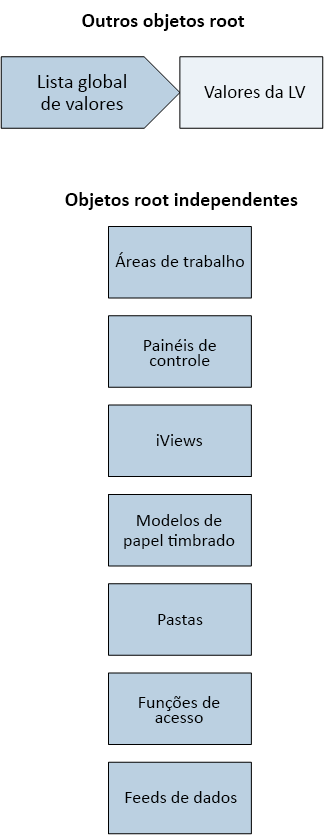 Outros objetos root
Lista global
de valores
Valores da LV
Objetos root independentes
Áreas de trabalho
Painéis de
controle
iViews
Modelos de
papel timbrado
Pastas
Funções de
acesso
Feeds de dados